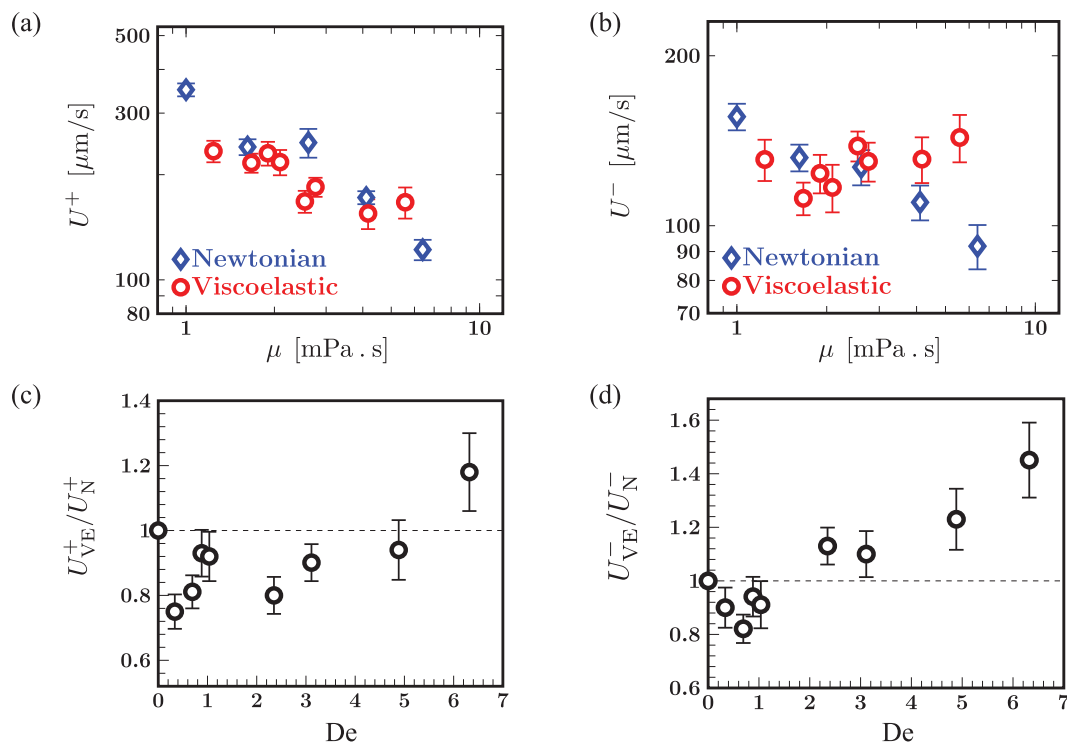 (a)
500
300
100
80
1
10
U⁺ [μm/s]
μ [mPa . s]
Newtonian
Viscoelastic
(b)
200
100
90
80
70
1
10
U⁻ [μm/s]
μ [mPa . s]
Newtonian
Viscoelastic
(c)
1.4
1.2
1
0.8
0.6
0
1
2
3
4
5
6
7
U⁺VE/U⁺N
De
(d)
1.6
1.4
1.2
1
0.8
0.6
0
1
2
3
4
5
6
7
U⁻VE/U⁻N
De